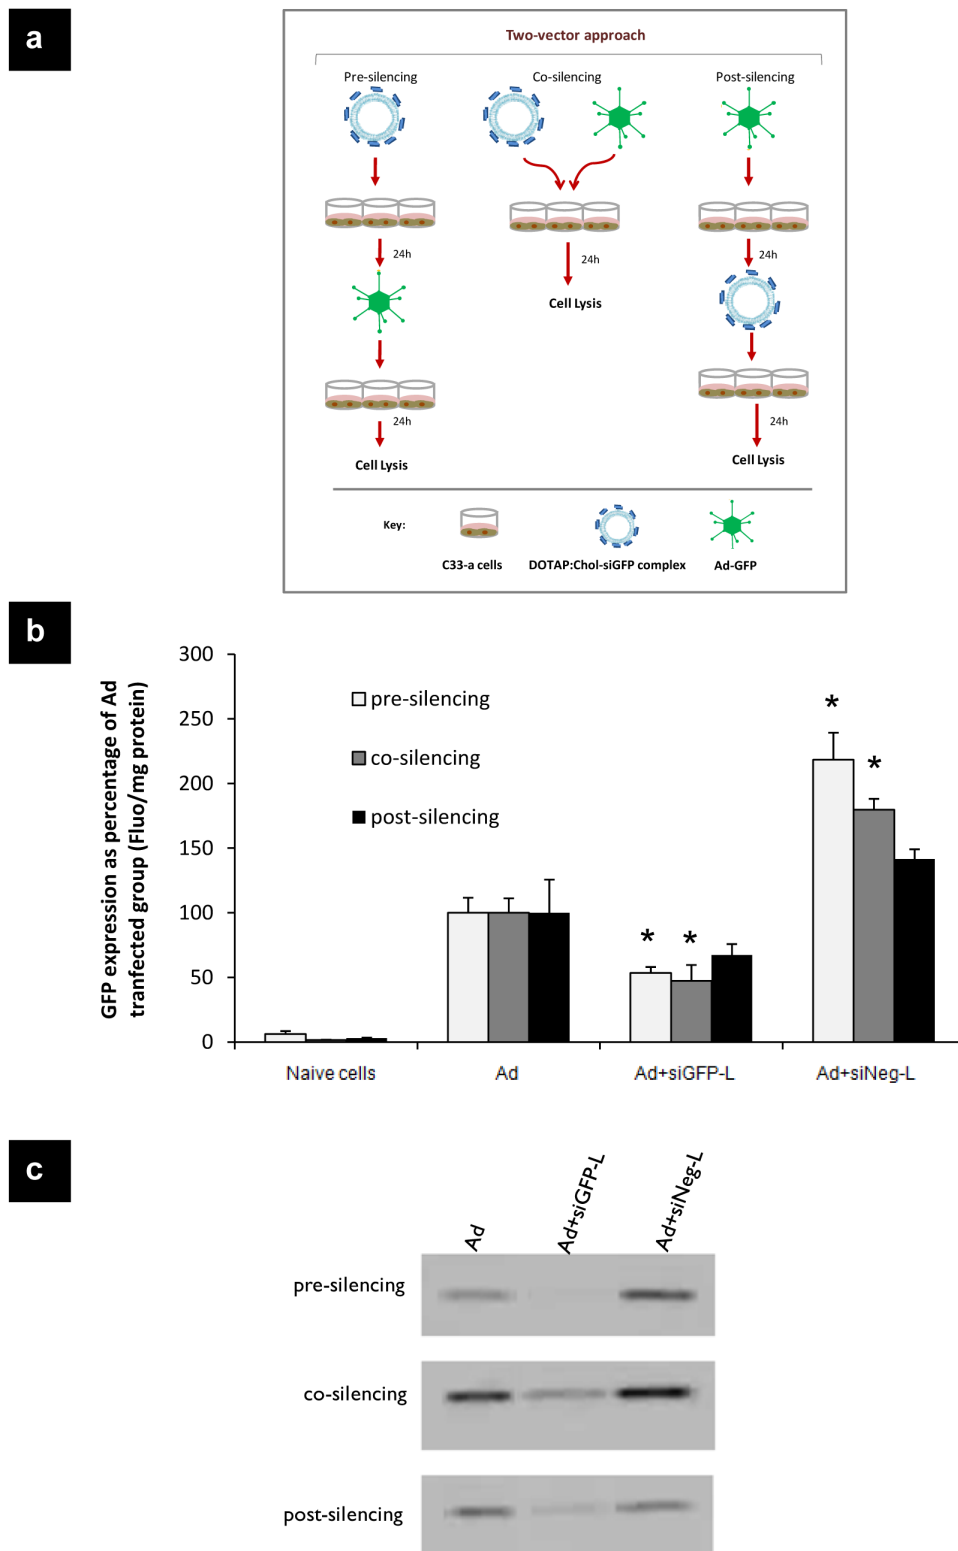 a
Two-vector approach
Pre-silencing Co-silencing Post-silencing
24h 24h 24h
Cell Lysis
24h 24h
Cell Lysis Cell Lysis
Key:
C33-a cells DOTAP:Chol-siGFP complex Ad-GFP
b
GFP expression as percentage of Ad
tranfected group (Fluo/mg protein)
300
250
200
150
100
50
0
pre-silencing
co-silencing
post-silencing
* *
* *
Naive cells Ad Ad+siGFP-L Ad+siNeg-L
c
Ad Ad+siGFP-L Ad+siNeg-L
pre-silencing
co-silencing
post-silencing